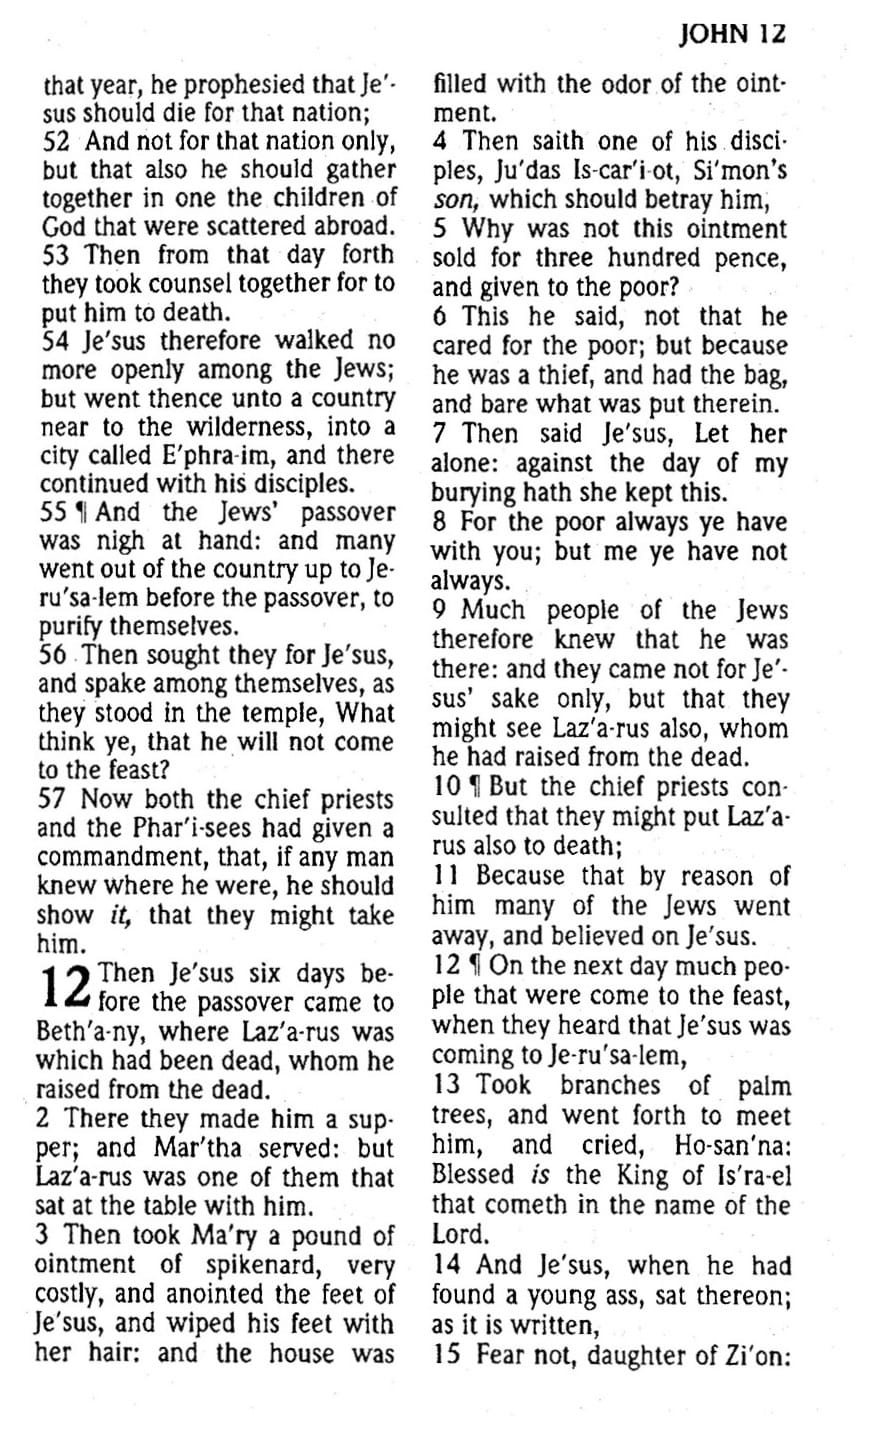 JOHN 12
that year, he prophesied that Je′-
sus should die for that nation;
52 And not for that nation only,
but that also he should gather
together in one the children of
God that were scattered abroad.
53 Then from that day forth
they took counsel together for to
put him to death.
54 Je′sus therefore walked no
more openly among the Jews;
but went thence unto a country
near to the wilderness, into a
city called E′phra-im, and there
continued with his disciples.
55 ¶ And the Jews' passover
was nigh at hand: and many
went out of the country up to Je-
ru′sa-lem before the passover, to
purify themselves.
56 Then sought they for Je′sus,
and spake among themselves, as
they stood in the temple, What
think ye, that he will not come
to the feast?
57 Now both the chief priests
and the Phar′i-sees had given a
commandment, that, if any man
knew where he were, he should
show it, that they might take
him.
12 Then Je′sus six days be-
fore the passover came to
Beth′a-ny, where Laz′a-rus was
which had been dead, whom he
raised from the dead.
2 There they made him a sup-
per; and Mar′tha served: but
Laz′a-rus was one of them that
sat at the table with him.
3 Then took Ma′ry a pound of
ointment of spikenard, very
costly, and anointed the feet of
Je′sus, and wiped his feet with
her hair: and the house was
filled with the odor of the oint-
ment.
4 Then saith one of his disci-
ples, Ju′das Is-car′i-ot, Si′mon's
son, which should betray him,
5 Why was not this ointment
sold for three hundred pence,
and given to the poor?
6 This he said, not that he
cared for the poor; but because
he was a thief, and had the bag,
and bare what was put therein.
7 Then said Je′sus, Let her
alone: against the day of my
burying hath she kept this.
8 For the poor always ye have
with you; but me ye have not
always.
9 Much people of the Jews
therefore knew that he was
there: and they came not for Je′-
sus' sake only, but that they
might see Laz′a-rus also, whom
he had raised from the dead.
10 ¶ But the chief priests con-
sulted that they might put Laz′a-
rus also to death;
11 Because that by reason of
him many of the Jews went
away, and believed on Je′sus.
12 ¶ On the next day much peo-
ple that were come to the feast,
when they heard that Je′sus was
coming to Je-ru′sa-lem,
13 Took branches of palm
trees, and went forth to meet
him, and cried, Ho-san′na:
Blessed is the King of Is′ra-el
that cometh in the name of the
Lord.
14 And Je′sus, when he had
found a young ass, sat thereon;
as it is written,
15 Fear not, daughter of Zi′on: